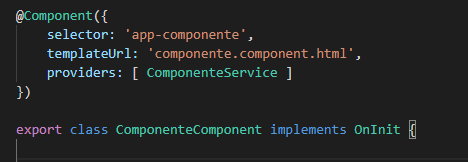 @Component({
selector: 'app-componente',
templateUrl: 'componente.component.html',
providers: [ ComponenteService ]
})
export class ComponenteComponent implements OnInit {